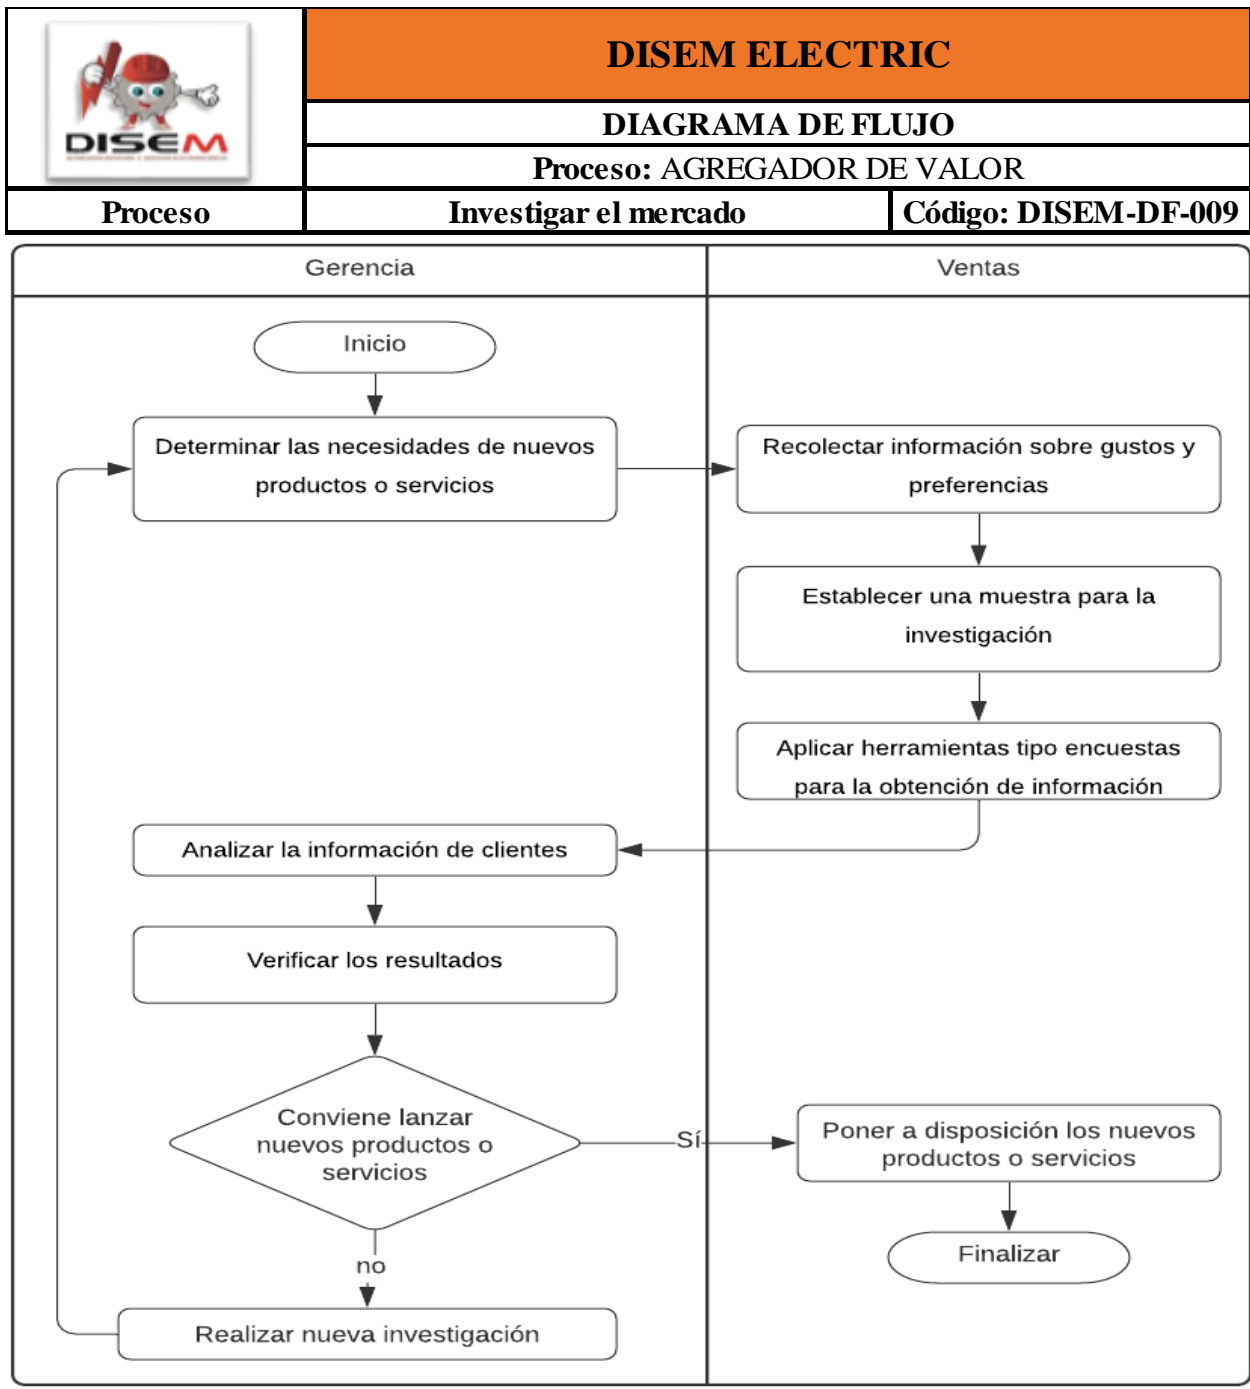 DISEM
DISEM ELECTRIC
DIAGRAMA DE FLUJO
Proceso: AGREGADOR DE VALOR
Proceso
Investigar el mercado
Código: DISEM-DF-009
Gerencia
Ventas
Inicio
Determinar las necesidades de nuevos
productos o servicios
Recolectar información sobre gustos y
preferencias
Establecer una muestra para la
investigación
Aplicar herramientas tipo encuestas
para la obtención de información
Analizar la información de clientes
Verificar los resultados
Conviene lanzar
nuevos productos o
servicios
Sí
Poner a disposición los nuevos
productos o servicios
Finalizar
no
Realizar nueva investigación